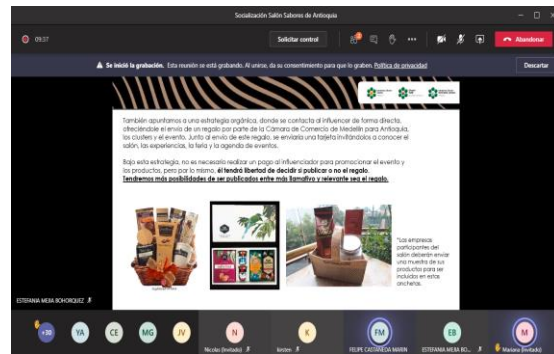 Socialización Salón Sabores de Antioquia
09:37
Solicitar control
Abandonar
Se inició la grabación. Esta reunión se está grabando. Al unirse, da su consentimiento para que lo graben. Política de privacidad
Descartar
También apuntamos a una estrategia orgánica, donde se contacta al influencer de forma directa,
ofreciéndole el envío de un regalo por parte de la Cámara de Comercio de Medellín para Antioquia,
los clusters y el evento. Junto al envío de este regalo, se enviaría una tarjeta invitándolos a conocer el
salón, las experiencias, la feria y la agenda de eventos.
Bajo esta estrategia, no es necesario realizar un pago al influenciador para promocionar el evento y
los productos, pero por lo mismo, él tendrá libertad de decidir si publicar o no el regalo.
Tendremos más posibilidades de ser publicados entre más llamativo y relevante sea el regalo.
*Las empresas
participantes del
salón deberán enviar
una muestra de sus
productos para ser
incluidos en estas
anchetas.
ESTEFANIA MEJIA BOHORQUEZ
+30
YA
CE
MG
JV
N
K
FM
EB
M
Nicolas (Invitado)
kirsten
FELIPE CASTAÑEDA MARIN
ESTEFANIA MEJIA BO...
Mariana (Invitado)